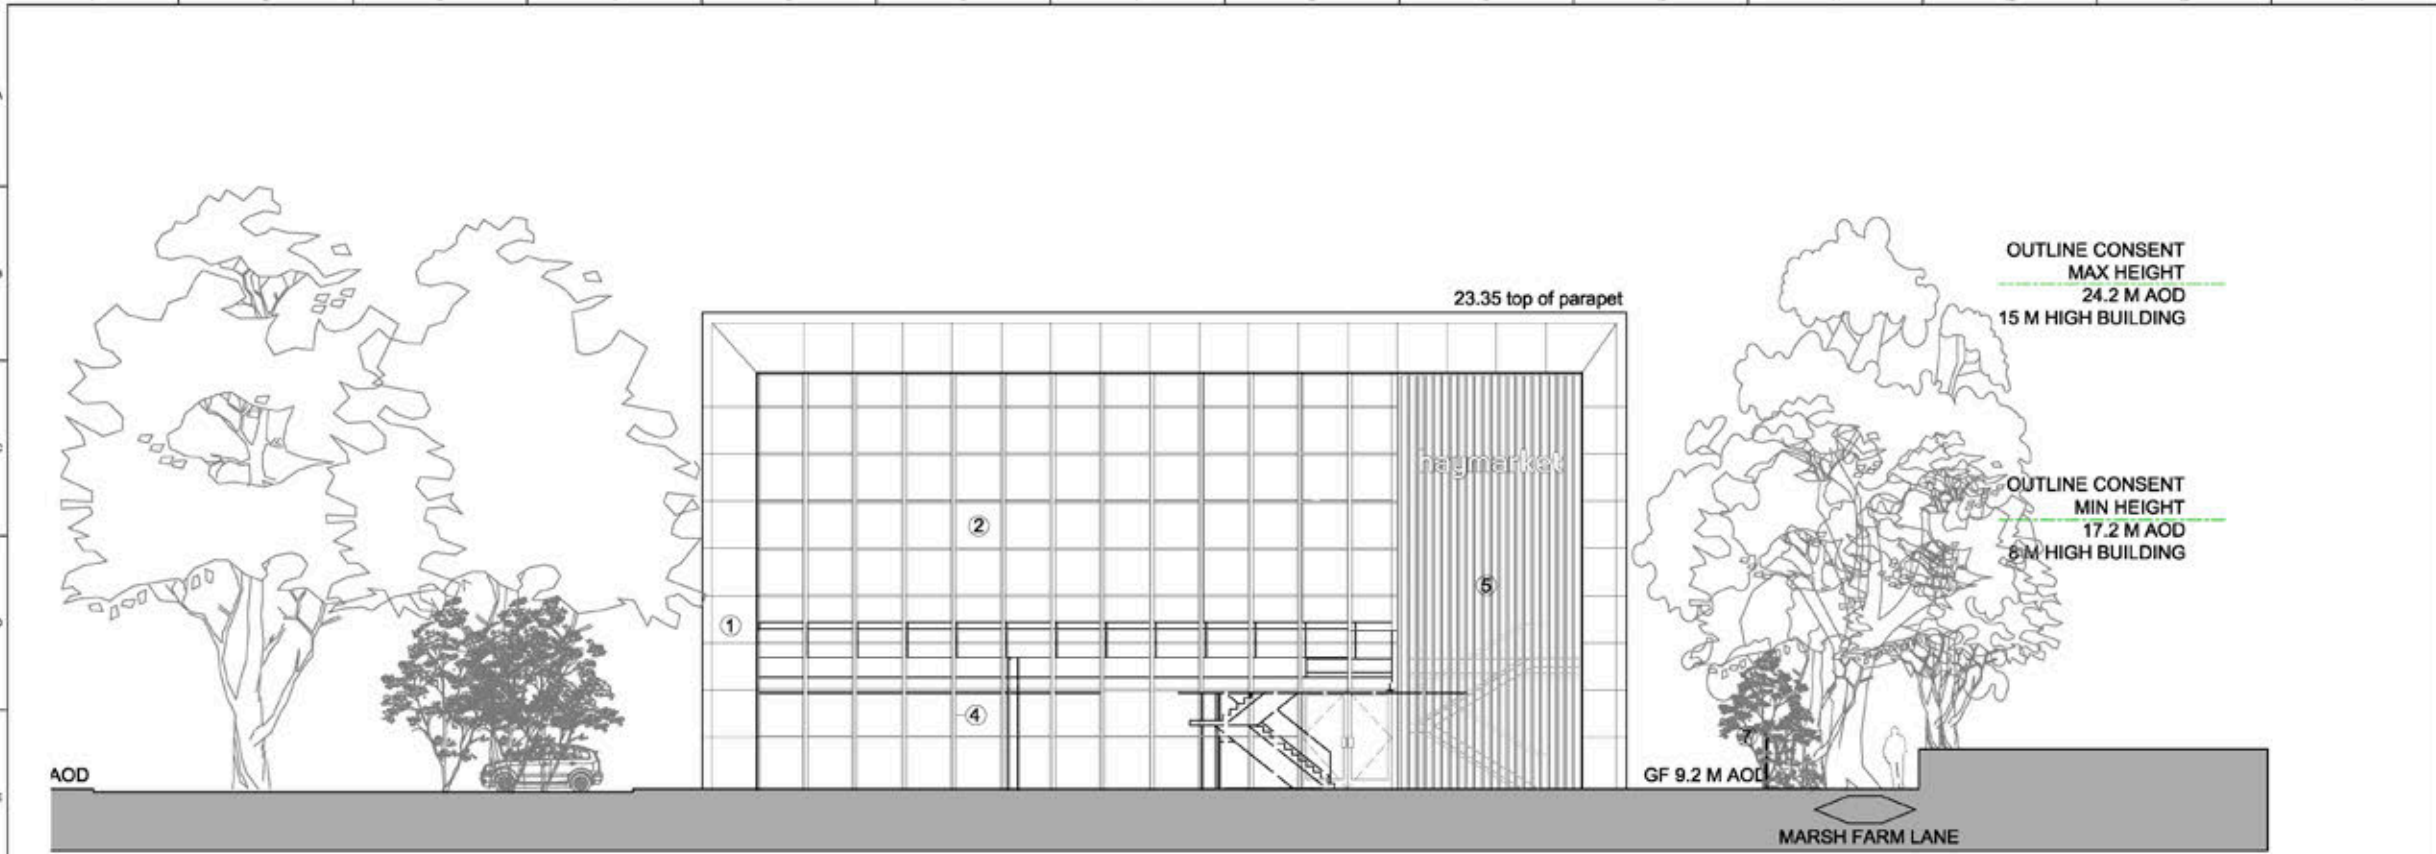 OUTLINE CONSENT
MAX HEIGHT
24.2 M AOD
15 M HIGH BUILDING
23.35 top of parapet
haymarket
OUTLINE CONSENT
MIN HEIGHT
17.2 M AOD
8 M HIGH BUILDING
2
5
1
4
7
AOD
GF 9.2 M AOD
MARSH FARM LANE